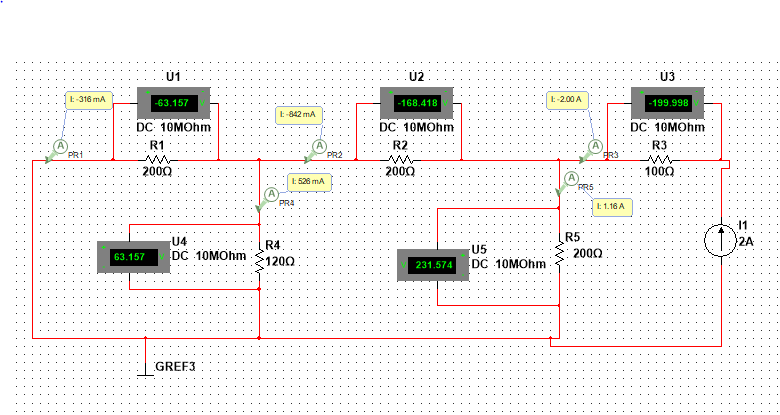 U1
U2
U3
I: -316 mA
-63.157 V
I: -842 mA
-168.418 V
I: -2.00 A
-199.998 V
DC 10MOhm
DC 10MOhm
DC 10MOhm
A
PR1
R1
200Ω
A
PR2
R2
200Ω
A
PR3
R3
100Ω
A
PR4
I: 526 mA
A
PR5
I: 1.16 A
63.157
U4
DC 10MOhm
R4
120Ω
231.574
U5
DC 10MOhm
R5
200Ω
I1
2A
GREF3